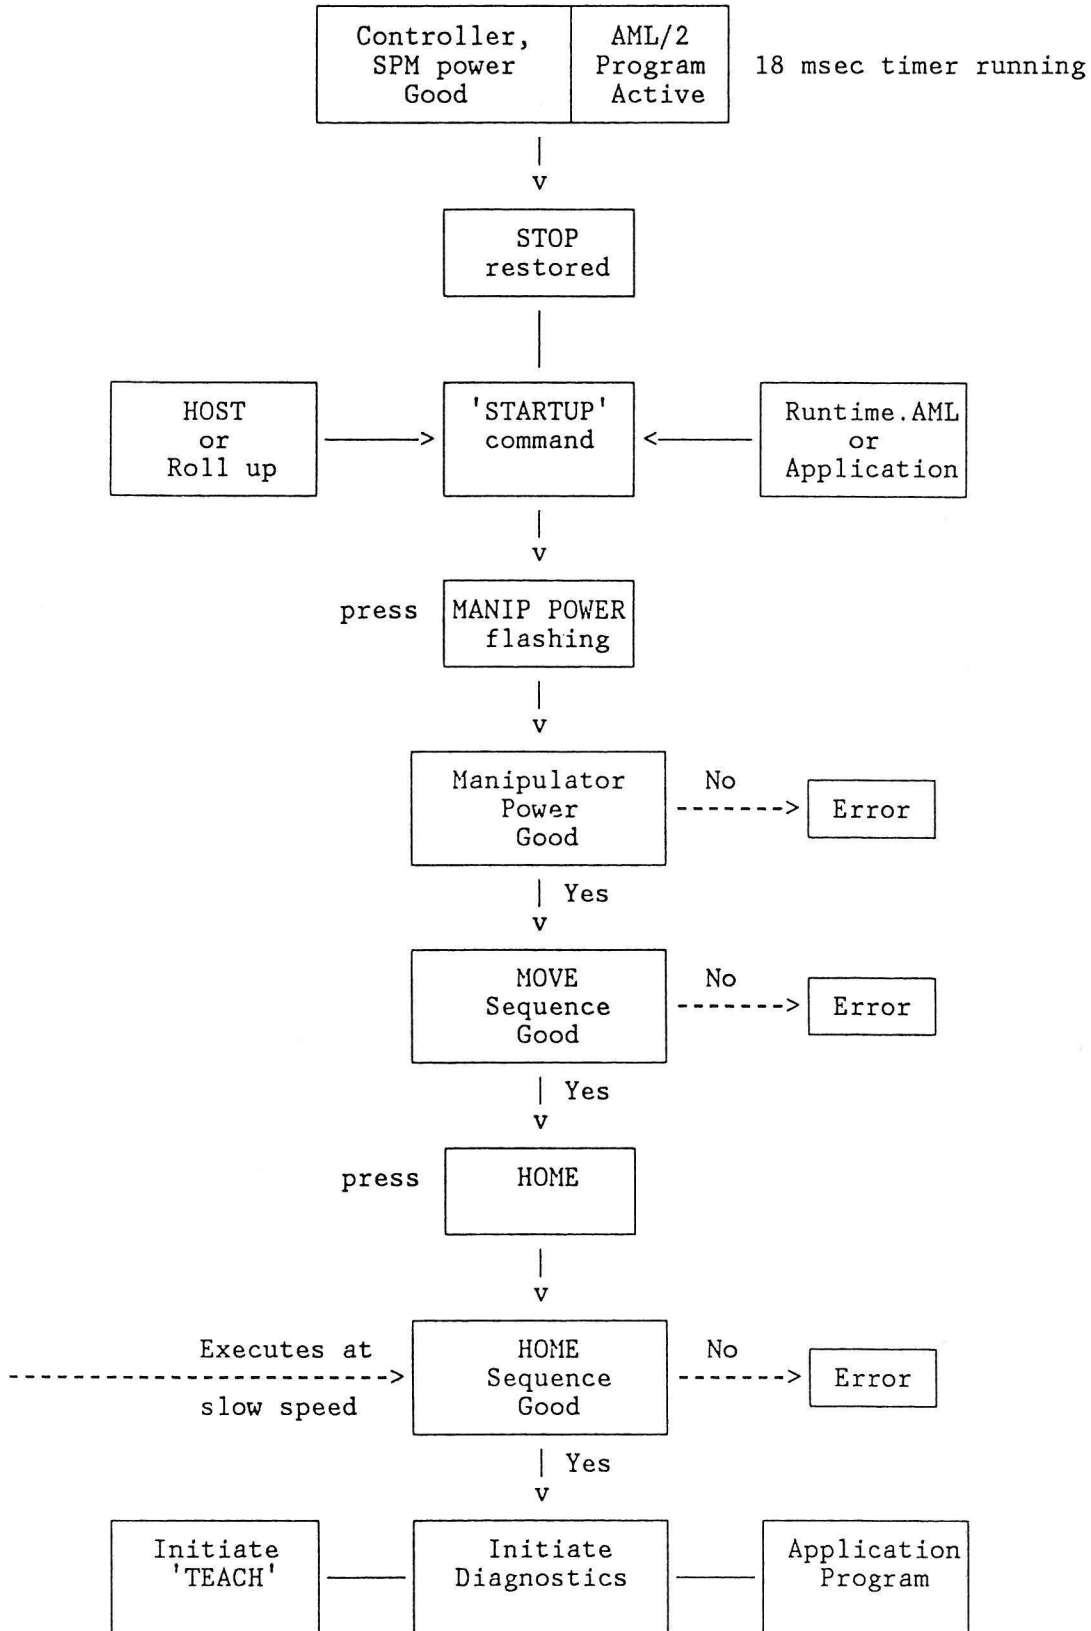 Controller,
SPM power
Good
AML/2
Program
Active
18 msec timer running
STOP
restored
HOST
or
Roll up
'STARTUP'
command
Runtime.AML
or
Application
press
MANIP POWER
flashing
Manipulator
Power
Good
No
Error
Yes
MOVE
Sequence
Good
No
Error
Yes
press
HOME
Executes at
slow speed
HOME
Sequence
Good
No
Error
Yes
Initiate
'TEACH'
Initiate
Diagnostics
Application
Program